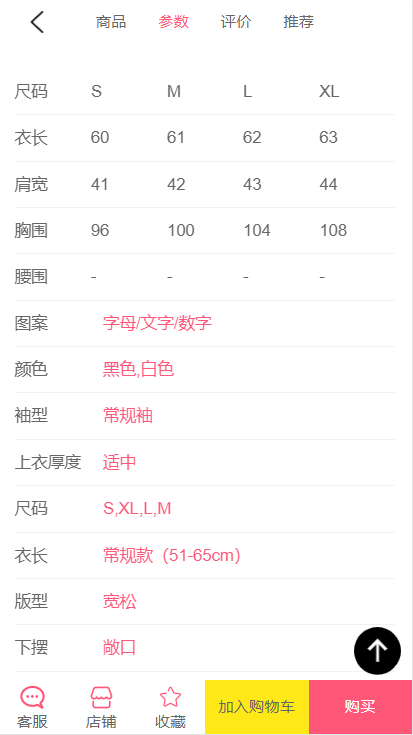 商品 参数 评价 推荐
尺码 S M L XL
衣长 60 61 62 63
肩宽 41 42 43 44
胸围 96 100 104 108
腰围 - - - -
图案 字母/文字/数字
颜色 黑色,白色
袖型 常规袖
上衣厚度 适中
尺码 S,XL,L,M
衣长 常规款（51-65cm）
版型 宽松
下摆 敞口
客服 店铺 收藏 加入购物车 购买